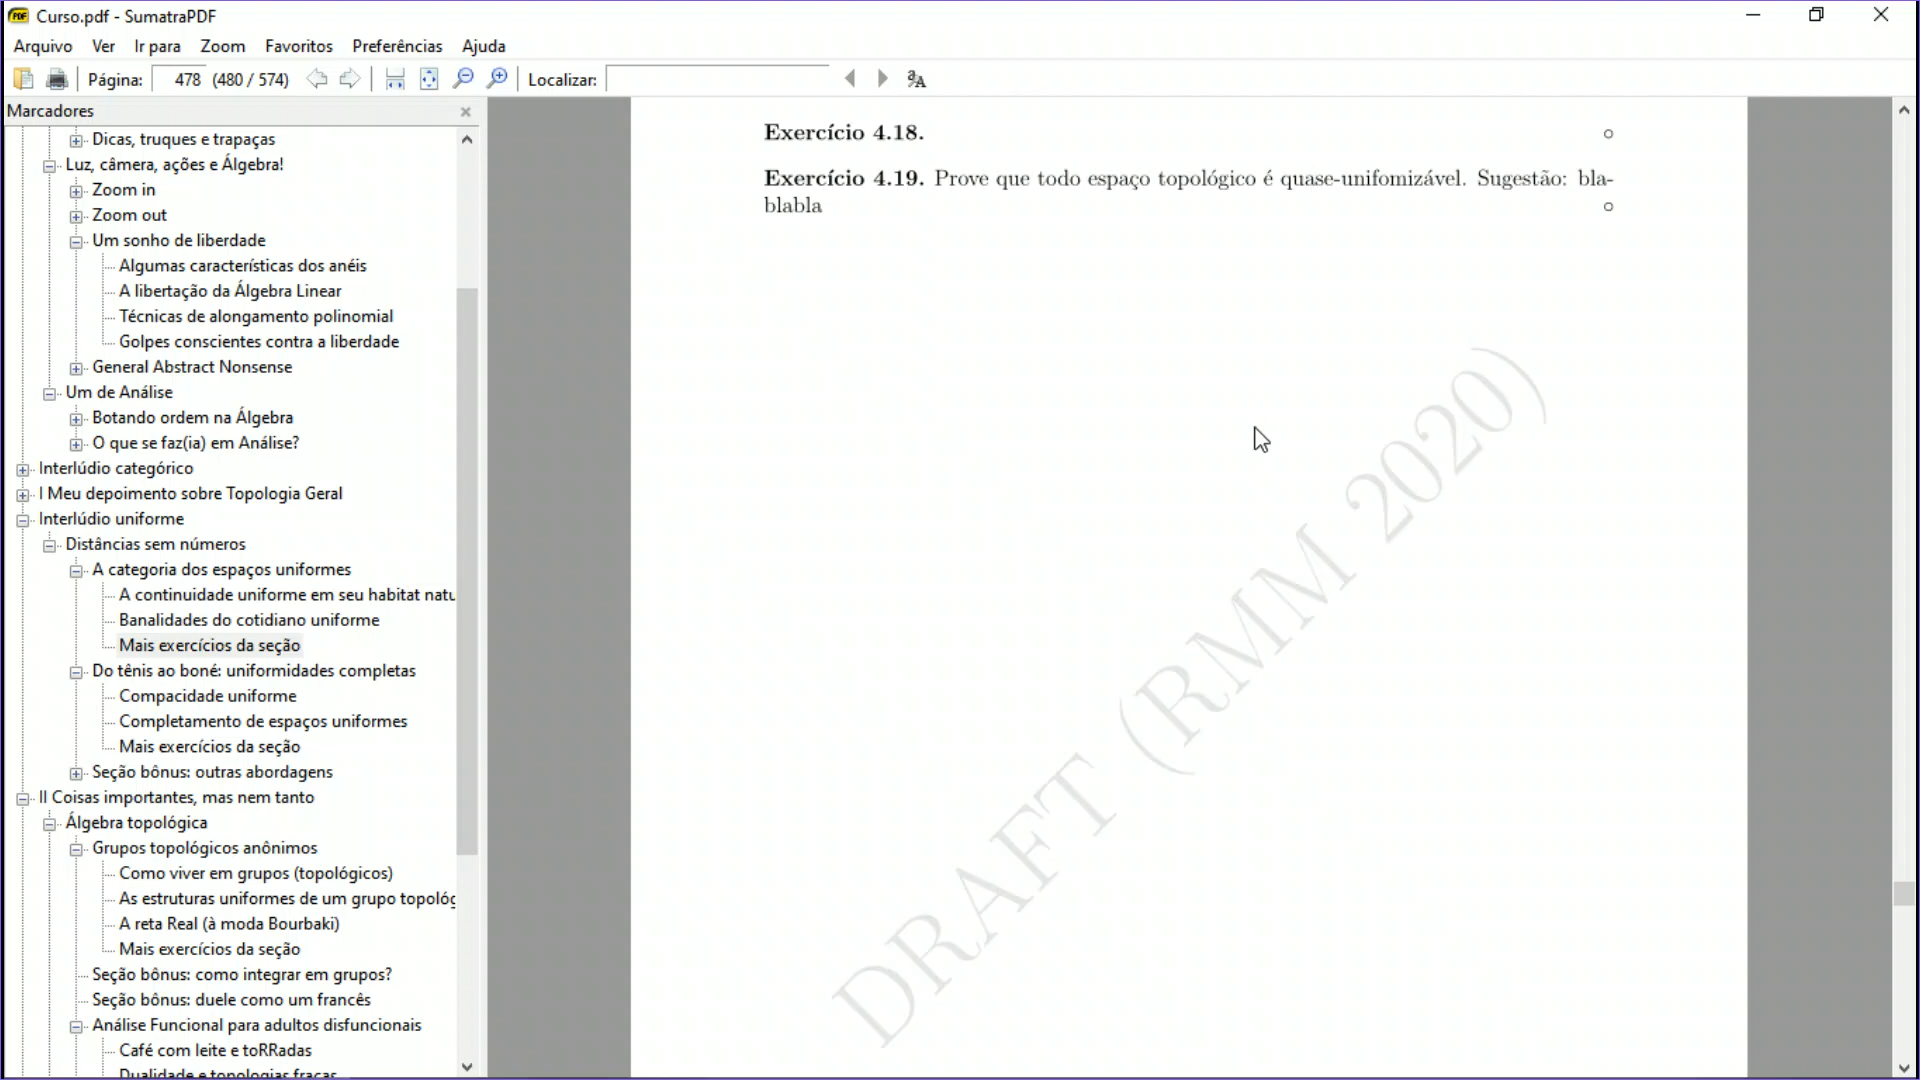 Curso.pdf - SumatraPDF
Arquivo Ver Ir para Zoom Favoritos Preferências Ajuda
Página: 478 (480 / 574) Localizar:
Marcadores
Dicas, truques e trapaças
Luz, câmera, ações e Álgebra!
Zoom in
Zoom out
Um sonho de liberdade
Algumas características dos anéis
A libertação da Álgebra Linear
Técnicas de alongamento polinomial
Golpes conscientes contra a liberdade
General Abstract Nonsense
Um de Análise
Botando ordem na Álgebra
O que se faz(ia) em Análise?
Interlúdio categórico
I Meu depoimento sobre Topologia Geral
Interlúdio uniforme
Distâncias sem números
A categoria dos espaços uniformes
A continuidade uniforme em seu habitat natu
Banalidades do cotidiano uniforme
Mais exercícios da seção
Do tênis ao boné: uniformidades completas
Compacidade uniforme
Completamento de espaços uniformes
Mais exercícios da seção
Seção bônus: outras abordagens
II Coisas importantes, mas nem tanto
Álgebra topológica
Grupos topológicos anônimos
Como viver em grupos (topológicos)
As estruturas uniformes de um grupo topológ
A reta Real (à moda Bourbaki)
Mais exercícios da seção
Seção bônus: como integrar em grupos?
Seção bônus: duele como um francês
Análise Funcional para adultos disfuncionais
Café com leite e toRRadas
Dualidade e topologias fracas
Exercício 4.18.
Exercício 4.19. Prove que todo espaço topológico é quase-unifomizável. Sugestão: bla-
blabla
DRAFT (RMM 2020)